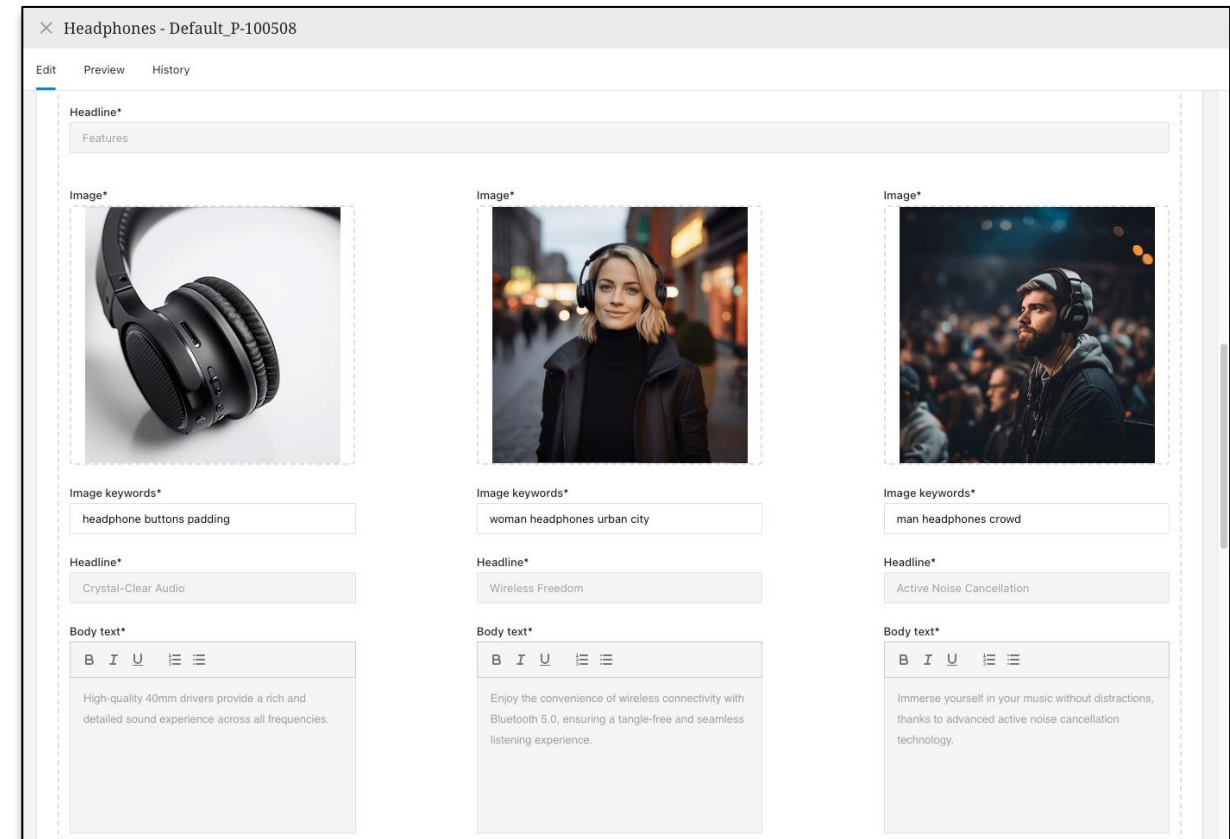 Headphones - Default_P-100508
Edit Preview History
Headline*
Features
Image* Image* Image*
Image keywords* Image keywords* Image keywords*
headphone buttons padding woman headphones urban city man headphones crowd
Headline* Headline* Headline*
Crystal-Clear Audio Wireless Freedom Active Noise Cancellation
Body text* Body text* Body text*
B I U B I U B I U
High-quality 40mm drivers provide a rich and
detailed sound experience across all frequencies.
Enjoy the convenience of wireless connectivity with
Bluetooth 5.0, ensuring a tangle-free and seamless
listening experience.
Immerse yourself in your music without distractions,
thanks to advanced active noise cancellation
technology.